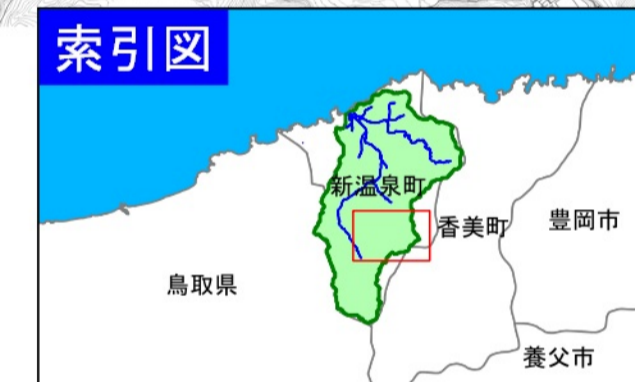 索引図
新温泉町
香美町
豊岡市
鳥取県
養父市